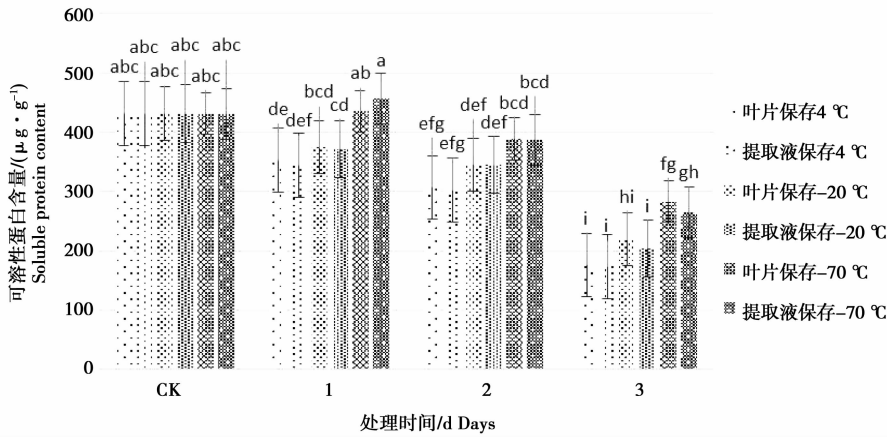 可溶性蛋白含量/(μg·g⁻¹)
Soluble protein content
600
500
400
300
200
100
0
abc abc abc abc abc abc
de def bcd cd ab a
efg efg def def bcd bcd
i i hi i fg gh
CK 1 2 3
处理时间/d Days
叶片保存4 ℃
提取液保存4 ℃
叶片保存–20 ℃
提取液保存–20 ℃
叶片保存–70 ℃
提取液保存–70 ℃